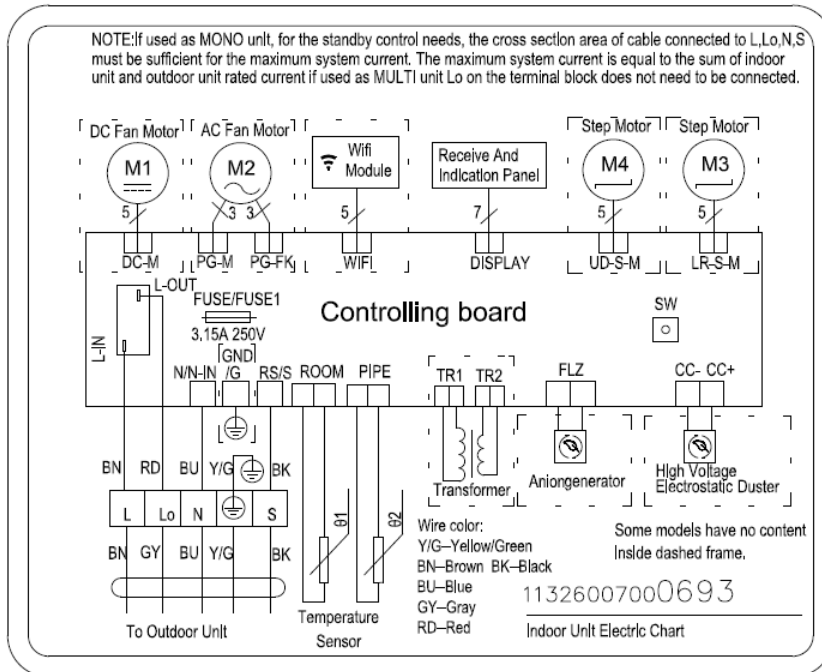 NOTE:If used as MONO unit, for the standby control needs, the cross section area of cable connected to L,Lo,N,S
must be sufficient for the maximum system current. The maximum system current is equal to the sum of indoor
unit and outdoor unit rated current if used as MULTI unit Lo on the terminal block does not need to be connected.
DC Fan Motor
AC Fan Motor
Step Motor
Step Motor
M1
M2
Wifi
Module
Receive And
Indication Panel
M4
M3
5
3
3
5
7
5
5
DC-M
PG-M
PG-FK
WIFI
DISPLAY
UD-S-M
LR-S-M
L-OUT
L-IN
FUSE/FUSE1
3,15A 250V
Controlling board
SW
[GND]
N/N-IN
/G
RS/S
ROOM
PIPE
TR1
TR2
FLZ
CC- CC+
BN
RD
BU
Y/G
BK
L
Lo
N
S
BN
GY
BU
Y/G
BK
θ1
θ2
To Outdoor Unit
Temperature
Sensor
Transformer
Aniongenerator
High Voltage
Electrostatic Duster
Wire color:
Y/G—Yellow/Green
BN—Brown BK—Black
BU—Blue
GY—Gray
RD—Red
Some models have no content
Inside dashed frame,
11326007000693
Indoor Unit Electric Chart